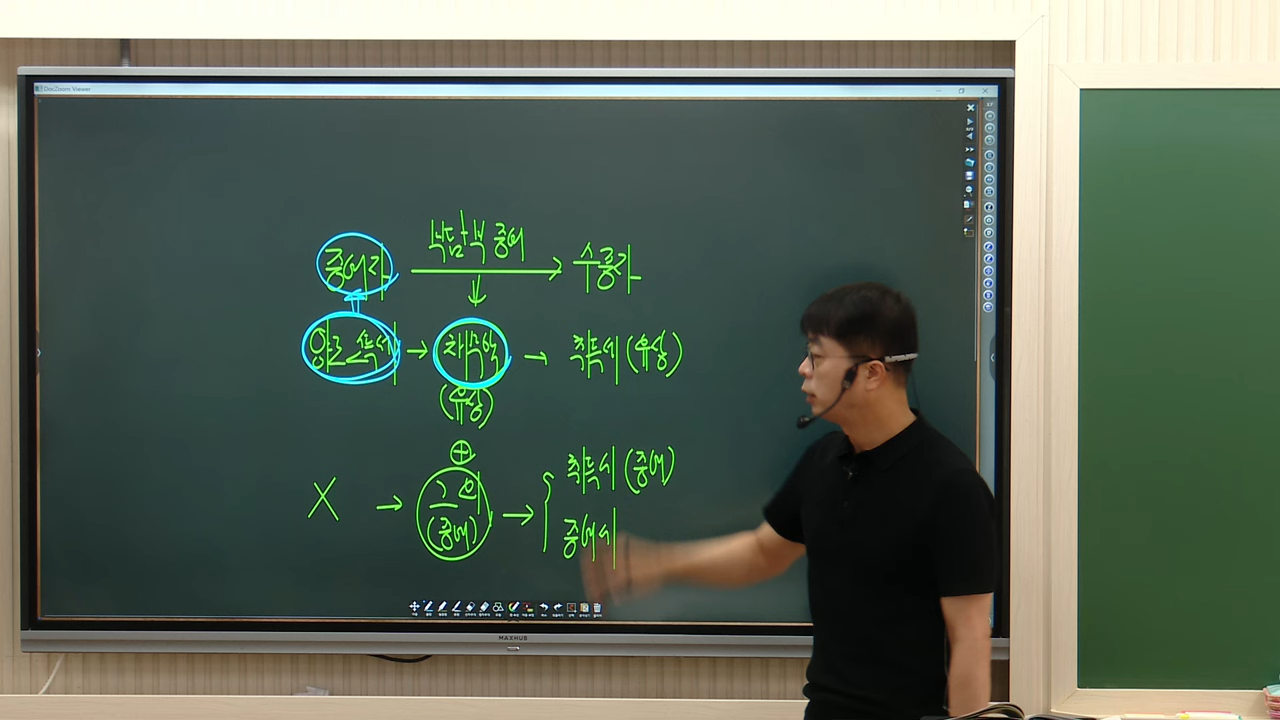 DocZoom Viewer
부담부 증여
증여자 → 수증자
↓
양도소득세 → 채무액 → 취득세 (유상)
(유상)
⊕
X → 그 외 (증여) → { 취득세 (증여)
증여세
MAXHUB